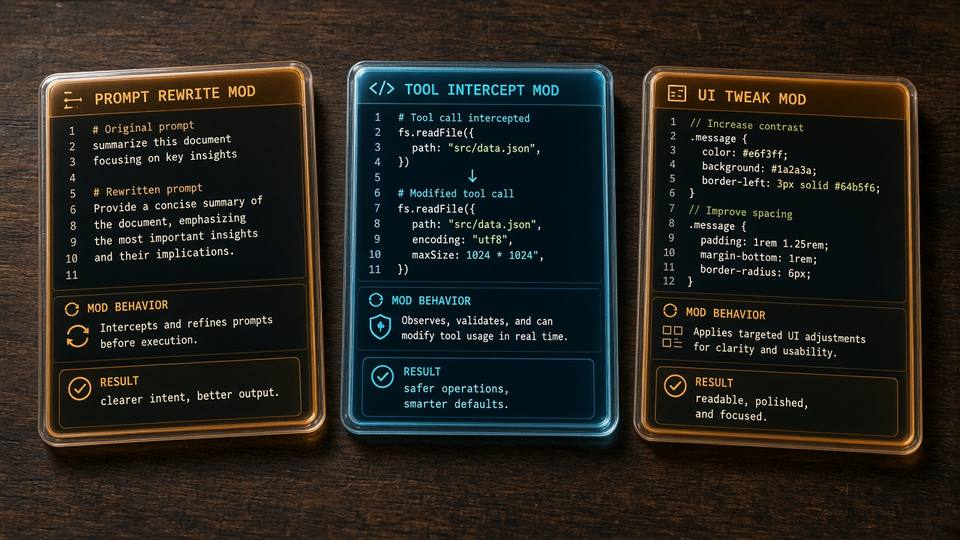 PROMPT REWRITE MOD
1 # Original prompt
2 summarize this document
3 focusing on key insights
4
5 # Rewritten prompt
6 Provide a concise summary of
7 the document, emphasizing
8 the most important insights
9 and their implications.
10
11
MOD BEHAVIOR
Intercepts and refines prompts
before execution.
RESULT
clearer intent, better output.
</> TOOL INTERCEPT MOD
1 # Tool call intercepted
2 fs.readFile({
3 path: "src/data.json",
4 })
5 ↓
6 # Modified tool call
7 fs.readFile({
8 path: "src/data.json",
9 encoding: "utf8",
10 maxSize: 1024 * 1024",
11 })
MOD BEHAVIOR
Observes, validates, and can
modify tool usage in real time.
RESULT
safer operations,
smarter defaults.
UI TWEAK MOD
1 // Increase contrast
2 .message {
3 color: #e6f3ff;
4 background: #1a2a3a;
5 border-left: 3px solid #64b5f6;
6 }
7 // Improve spacing
8 .message {
9 padding: 1rem 1.25rem;
10 margin-bottom: 1rem;
11 border-radius: 6px;
12 }
MOD BEHAVIOR
Applies targeted UI adjustments
for clarity and usability.
RESULT
readable, polished,
and focused.